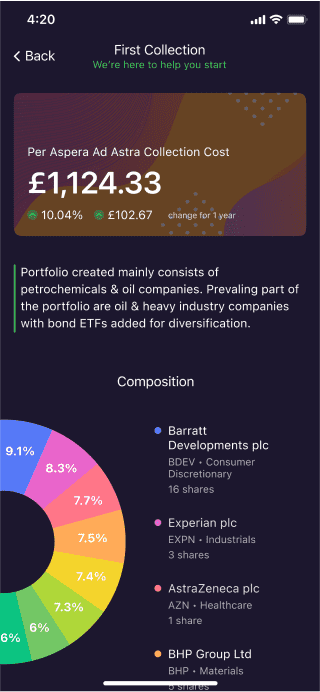 4:20
Back
First Collection
We're here to help you start
Per Aspera Ad Astra Collection Cost
£1,124.33
10.04% £102.67 change for 1 year
Portfolio created mainly consists of
petrochemicals & oil companies. Prevaling part of
the portfolio are oil & heavy industry companies
with bond ETFs added for diversification.
Composition
9.1%
8.3%
7.7%
7.5%
7.4%
7.3%
6%
6%
Barratt
Developments plc
BDEV • Consumer
Discretionary
16 shares
Experian plc
EXPN • Industrials
3 shares
AstraZeneca plc
AZN • Healthcare
1 share
BHP Group Ltd
BHP • Materials
5 shares